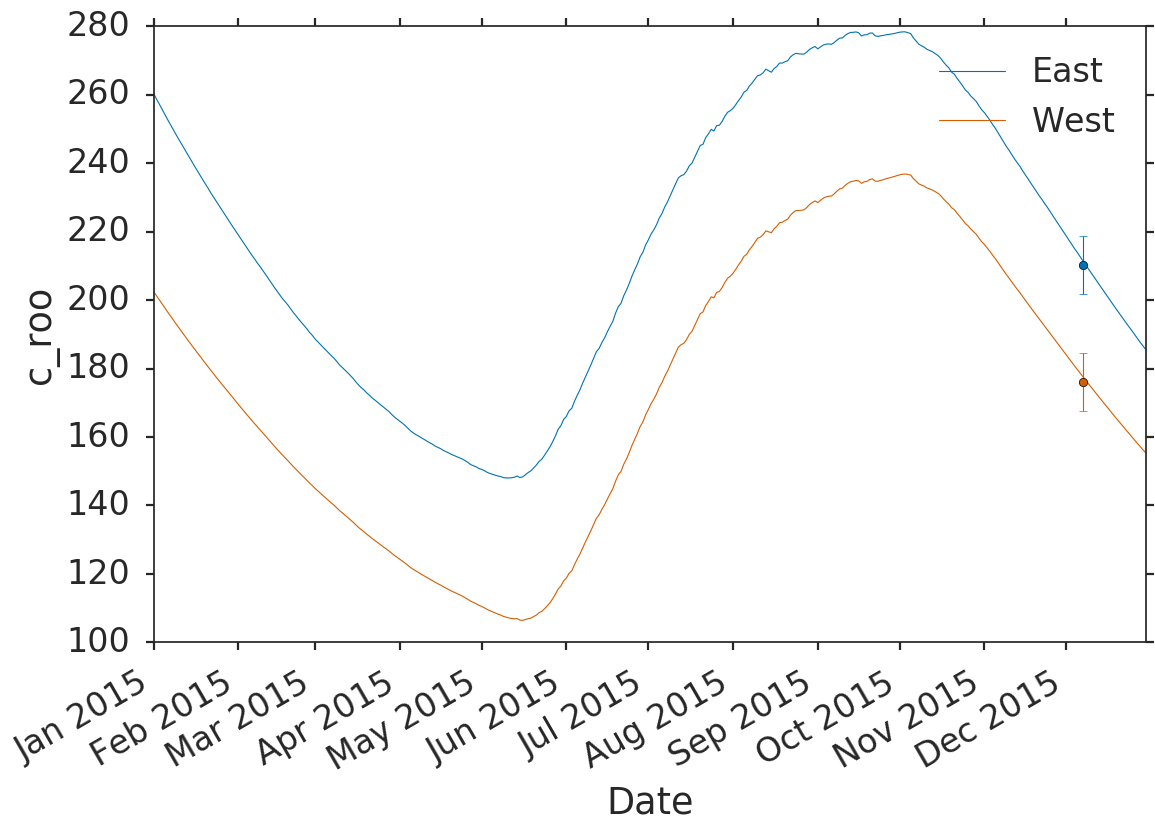 280
260
240
220
200
180
160
140
120
100
c_roo
East
West
Jan 2015
Feb 2015
Mar 2015
Apr 2015
May 2015
Jun 2015
Jul 2015
Aug 2015
Sep 2015
Oct 2015
Nov 2015
Dec 2015
Date